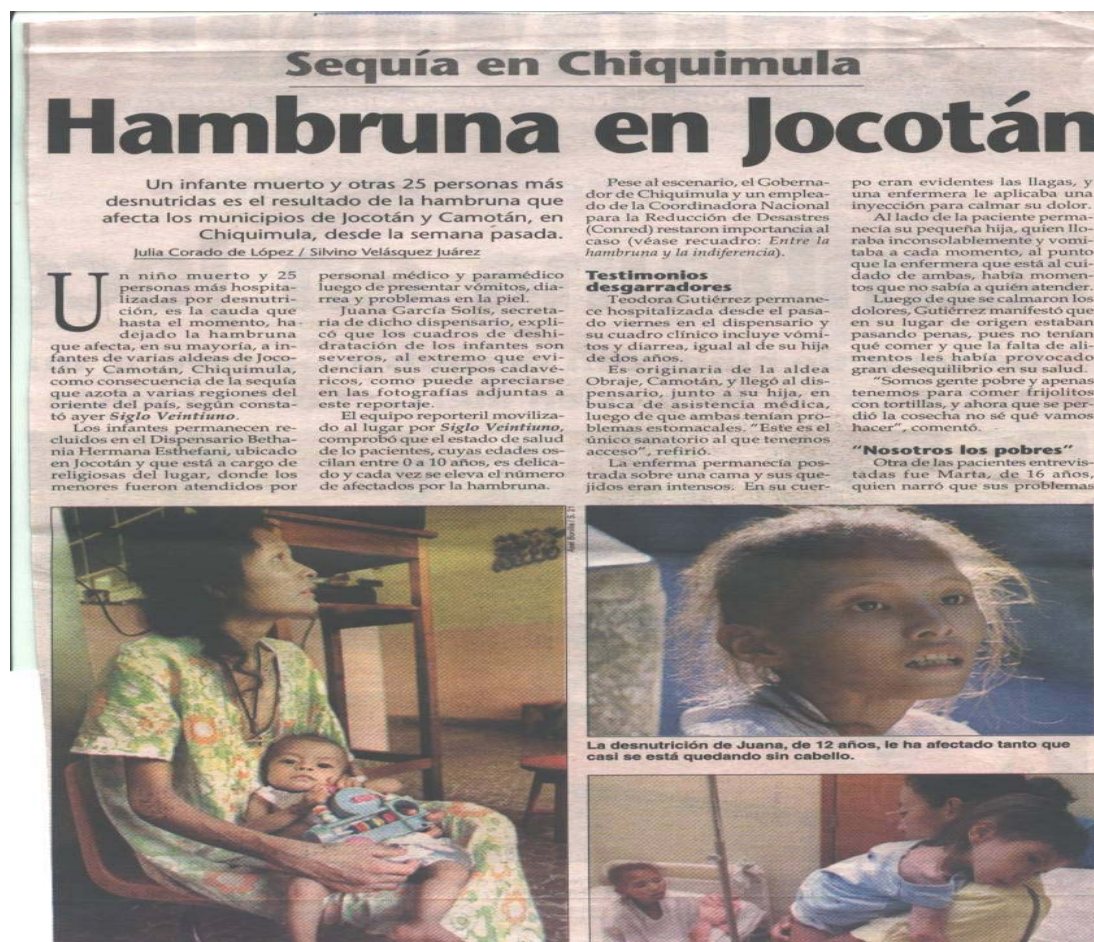 Sequía en Chiquimula
Hambruna en Jocotán
Un infante muerto y otras 25 personas más
desnutridas es el resultado de la hambruna que
afecta los municipios de Jocotán y Camotán, en
Chiquimula, desde la semana pasada.
Julia Corado de López / Silvino Velásquez Juárez
Un niño muerto y 25
personas más hospita-
lizadas por desnutri-
ción, es la cauda que
hasta el momento, ha
dejado la hambruna
que afecta, en su mayoría, a in-
fantes de varias aldeas de Joco-
tán y Camotán, Chiquimula,
como consecuencia de la sequía
que azota a varias regiones del
oriente del país, según consta-
tó ayer Siglo Veintiuno.
Los infantes permanecen re-
cluidos en el Dispensario Betha-
nia Hermana Esthefani, ubicado
en Jocotán y que está a cargo de
religiosas del lugar, donde los
menores fueron atendidos por
personal médico y paramédico
luego de presentar vómitos, dia-
rrea y problemas en la piel.
Juana García Solís, secreta-
ria de dicho dispensario, expli-
có que los cuadros de deshi-
dratación de los infantes son
severos, al extremo que evi-
dencian sus cuerpos cadavé-
ricos, como puede apreciarse
en las fotografías adjuntas a
este reportaje.
El equipo reporteril moviliza-
do al lugar por Siglo Veintiuno,
comprobó que el estado de salud
de lo pacientes, cuyas edades os-
cilan entre 0 a 10 años, es delica-
do y cada vez se eleva el número
de afectados por la hambruna.
Pese al escenario, el Goberna-
dor de Chiquimula y un emplea-
do de la Coordinadora Nacional
para la Reducción de Desastres
(Conred) restaron importancia al
caso (véase recuadro: Entre la
hambruna y la indiferencia).
Testimonios
desgarradores
Teodora Gutiérrez permane-
ce hospitalizada desde el pasa-
do viernes en el dispensario y
su cuadro clínico incluye vómi-
tos y diarrea, igual al de su hija
de dos años.
Es originaria de la aldea
Obraje, Camotán, y llegó al dis-
pensario, junto a su hija, en
busca de asistencia médica,
luego de que ambas tenían pro-
blemas estomacales. "Este es el
único sanatorio al que tenemos
acceso", refirió.
La enferma permanecía pos-
trada sobre una cama y sus que-
jidos eran intensos. En su cuer-
po eran evidentes las llagas, y
una enfermera le aplicaba una
inyección para calmar su dolor.
Al lado de la paciente perma-
necía su pequeña hija, quien llo-
raba inconsolablemente y vomi-
taba a cada momento, al punto
que la enfermera que está al cui-
dado de ambas, había momen-
tos que no sabía a quién atender.
Luego de que se calmaron los
dolores, Gutiérrez manifestó que
en su lugar de origen estaban
pasando penas, pues no tenían
qué comer y que la falta de ali-
mentos les había provocado
gran desequilibrio en su salud.
"Somos gente pobre y apenas
tenemos para comer frijolitos
con tortillas, y ahora que se per-
dió la cosecha no sé qué vamos
hacer", comentó.
"Nosotros los pobres"
Otra de las pacientes entrevis-
tadas fue Marta, de 16 años,
quien narró que sus problemas
La desnutrición de Juana, de 12 años, le ha afectado tanto que
casi se está quedando sin cabello.